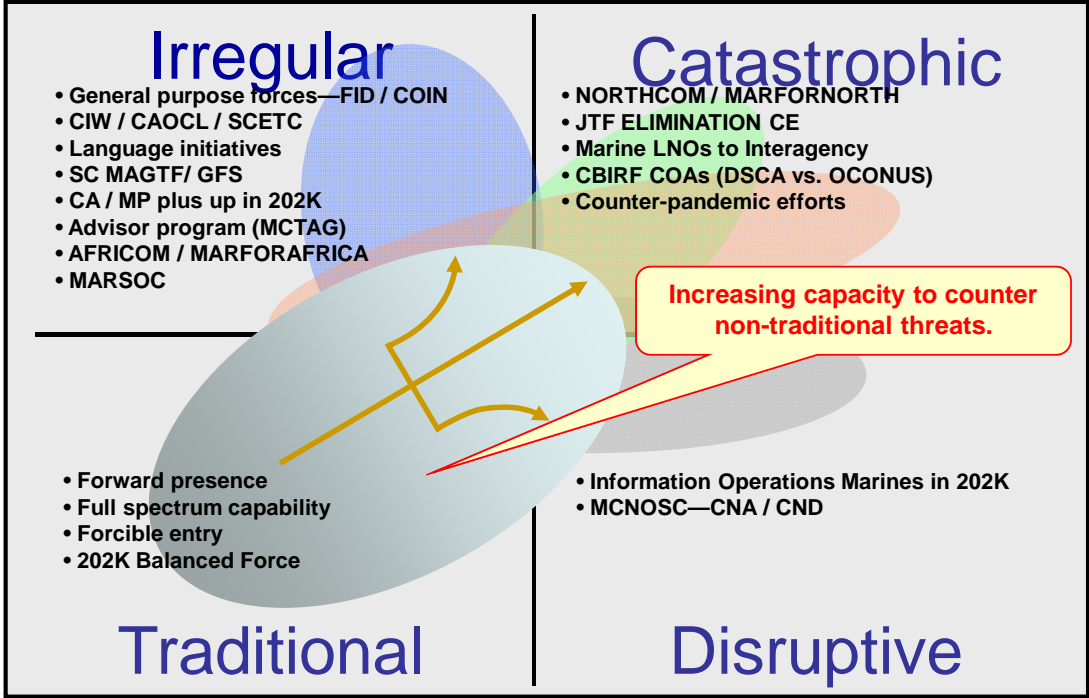 Irregular
• General purpose forces—FID / COIN
• CIW / CAOCL / SCETC
• Language initiatives
• SC MAGTF/ GFS
• CA / MP plus up in 202K
• Advisor program (MCTAG)
• AFRICOM / MARFORAFRICA
• MARSOC
Catastrophic
• NORTHCOM / MARFORNORTH
• JTF ELIMINATION CE
• Marine LNOs to Interagency
• CBIRF COAs (DSCA vs. OCONUS)
• Counter-pandemic efforts
Increasing capacity to counter
non-traditional threats.
• Forward presence
• Full spectrum capability
• Forcible entry
• 202K Balanced Force
Traditional
• Information Operations Marines in 202K
• MCNOSC—CNA / CND
Disruptive